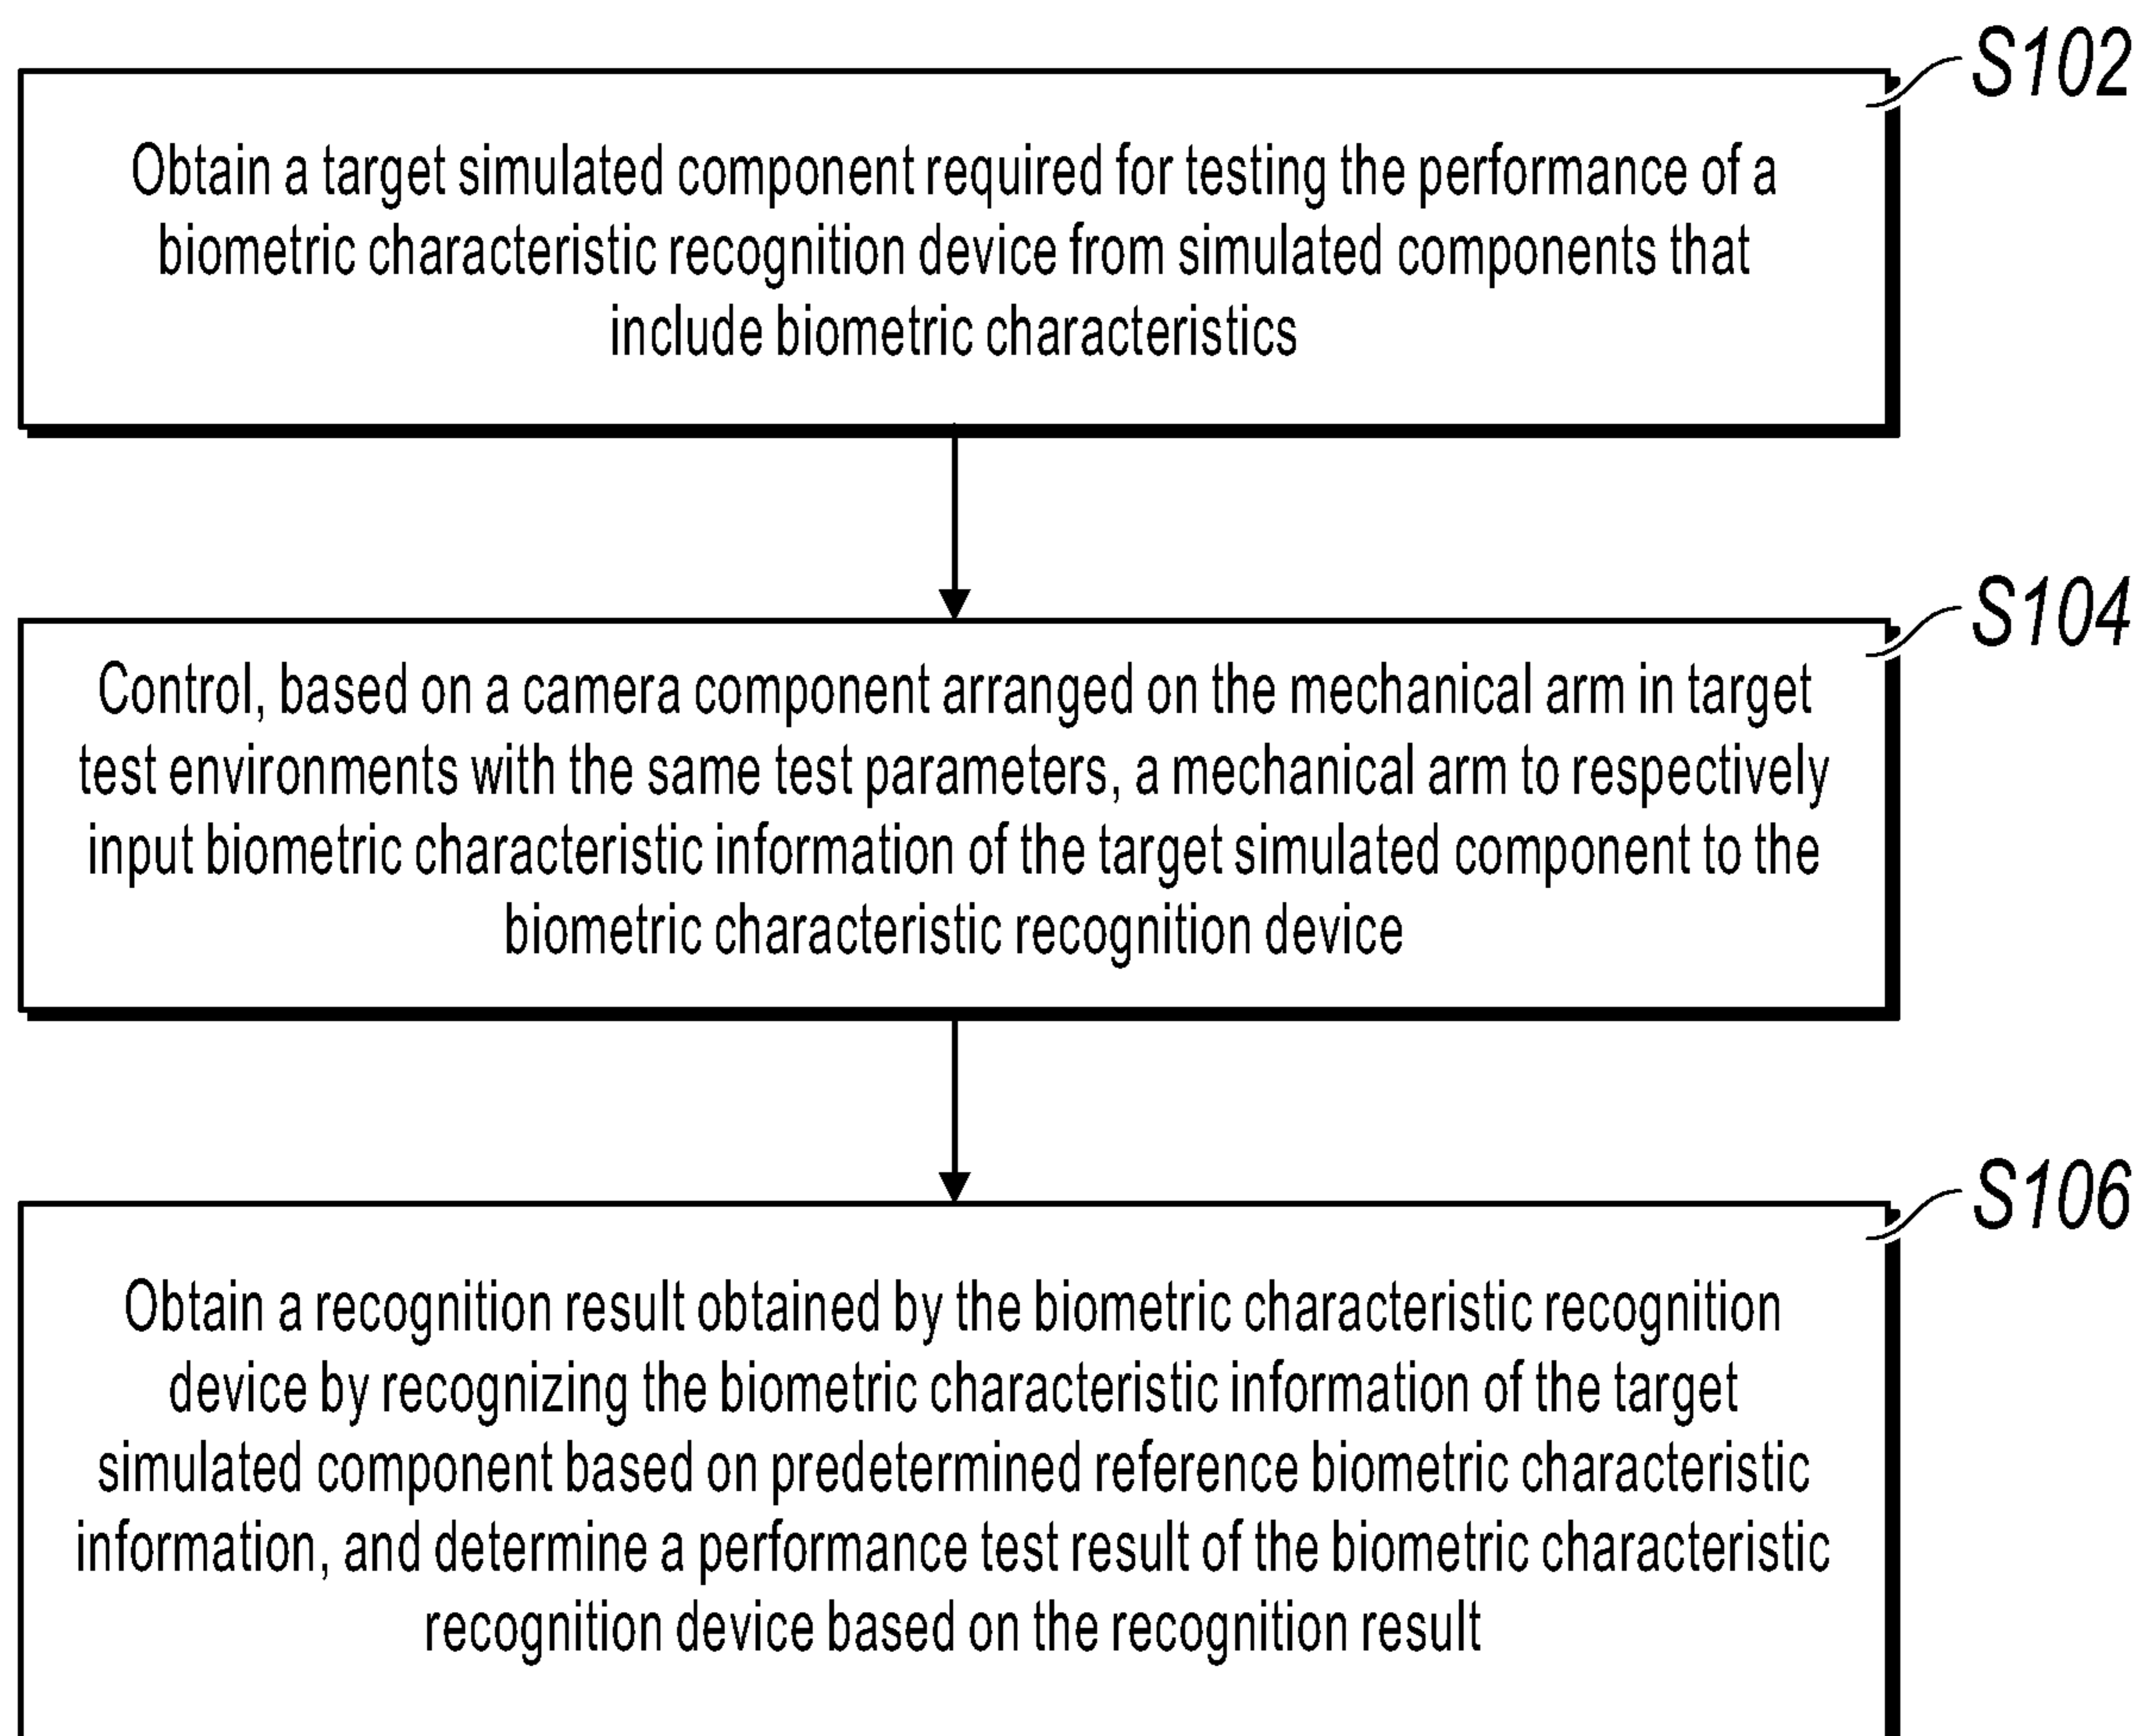 S102
Obtain a target simulated component required for testing the performance of a
biometric characteristic recognition device from simulated components that
include biometric characteristics
S104
Control, based on a camera component arranged on the mechanical arm in target
test environments with the same test parameters, a mechanical arm to respectively
input biometric characteristic information of the target simulated component to the
biometric characteristic recognition device
S106
Obtain a recognition result obtained by the biometric characteristic recognition
device by recognizing the biometric characteristic information of the target
simulated component based on predetermined reference biometric characteristic
information, and determine a performance test result of the biometric characteristic
recognition device based on the recognition result